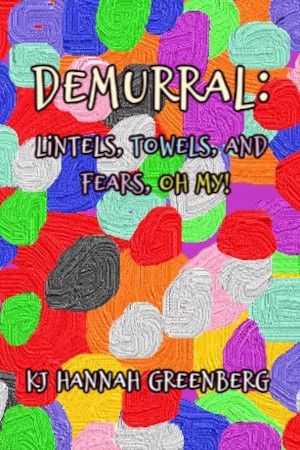 DEMURRAL:
LINTELS, TOWELS, AND
FEARS, OH MY!
KJ HANNAH GREENBERG